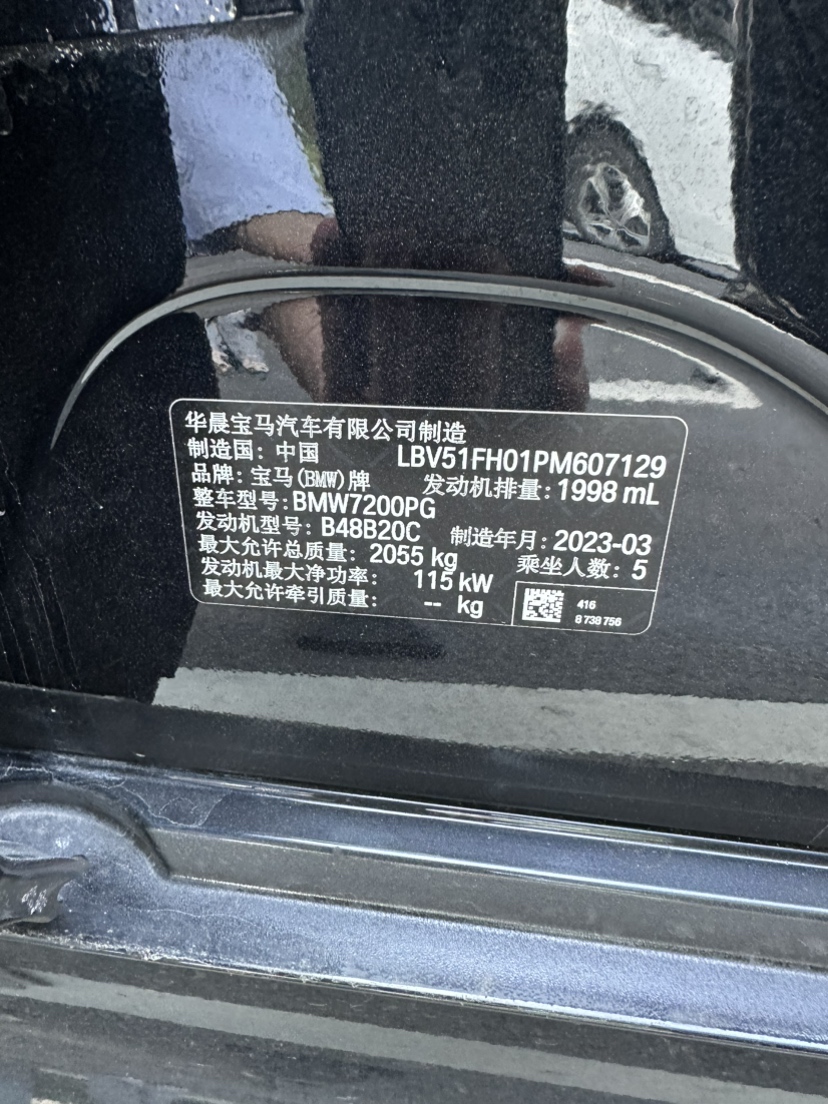 华晨宝马汽车有限公司制造
制造国：中国 LBV51FH01PM607129
品牌：宝马(BMW)牌 发动机排量：1998 mL
整车型号：BMW7200PG
发动机型号：B48B20C 制造年月：2023-03
最大允许总质量：2055 kg 乘坐人数：5
发动机最大净功率：115 kW
最大允许牵引质量：-- kg
416
8 738 756